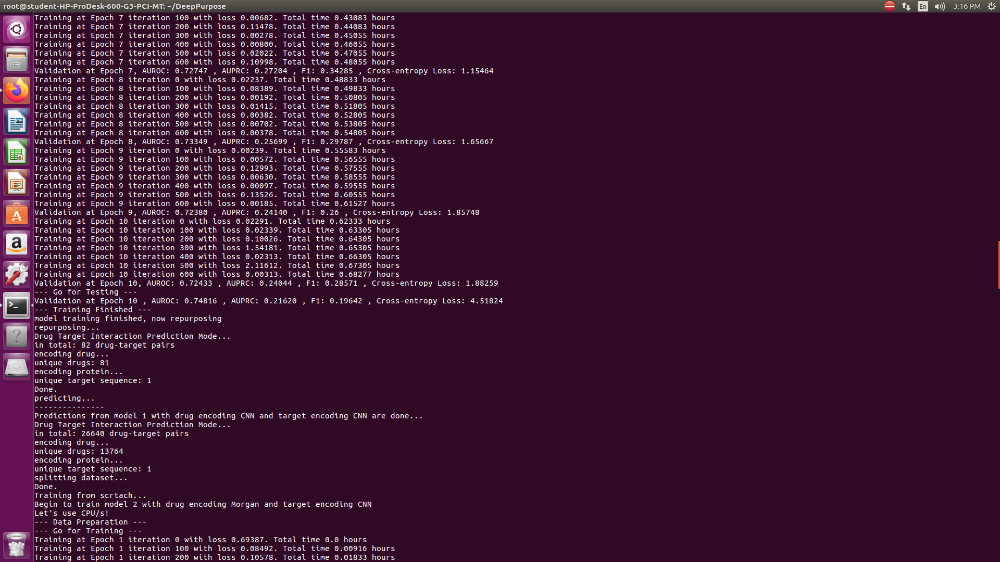 root@student-HP-ProDesk-600-G3-PCI-MT: ~/DeepPurpose
En
3:16 PM
Training at Epoch 7 iteration 100 with loss 0.00682. Total time 0.43083 hours
Training at Epoch 7 iteration 200 with loss 0.11478. Total time 0.44083 hours
Training at Epoch 7 iteration 300 with loss 0.00278. Total time 0.45055 hours
Training at Epoch 7 iteration 400 with loss 0.00800. Total time 0.46055 hours
Training at Epoch 7 iteration 500 with loss 0.02022. Total time 0.47055 hours
Training at Epoch 7 iteration 600 with loss 0.10998. Total time 0.48055 hours
Validation at Epoch 7, AUROC: 0.72747 , AUPRC: 0.27204 , F1: 0.34285 , Cross-entropy Loss: 1.15464
Training at Epoch 8 iteration 0 with loss 0.02237. Total time 0.48833 hours
Training at Epoch 8 iteration 100 with loss 0.08389. Total time 0.49833 hours
Training at Epoch 8 iteration 200 with loss 0.00192. Total time 0.50805 hours
Training at Epoch 8 iteration 300 with loss 0.01415. Total time 0.51805 hours
Training at Epoch 8 iteration 400 with loss 0.00382. Total time 0.52805 hours
Training at Epoch 8 iteration 500 with loss 0.00702. Total time 0.53805 hours
Training at Epoch 8 iteration 600 with loss 0.00378. Total time 0.54805 hours
Validation at Epoch 8, AUROC: 0.73349 , AUPRC: 0.25699 , F1: 0.29787 , Cross-entropy Loss: 1.65667
Training at Epoch 9 iteration 0 with loss 0.00239. Total time 0.55583 hours
Training at Epoch 9 iteration 100 with loss 0.00572. Total time 0.56555 hours
Training at Epoch 9 iteration 200 with loss 0.12993. Total time 0.57555 hours
Training at Epoch 9 iteration 300 with loss 0.00630. Total time 0.58555 hours
Training at Epoch 9 iteration 400 with loss 0.00097. Total time 0.59555 hours
Training at Epoch 9 iteration 500 with loss 0.13526. Total time 0.60555 hours
Training at Epoch 9 iteration 600 with loss 0.00185. Total time 0.61527 hours
Validation at Epoch 9, AUROC: 0.72380 , AUPRC: 0.24140 , F1: 0.26 , Cross-entropy Loss: 1.85748
Training at Epoch 10 iteration 0 with loss 0.02291. Total time 0.62333 hours
Training at Epoch 10 iteration 100 with loss 0.02339. Total time 0.63305 hours
Training at Epoch 10 iteration 200 with loss 0.10026. Total time 0.64305 hours
Training at Epoch 10 iteration 300 with loss 1.54181. Total time 0.65305 hours
Training at Epoch 10 iteration 400 with loss 0.02313. Total time 0.66305 hours
Training at Epoch 10 iteration 500 with loss 2.11612. Total time 0.67305 hours
Training at Epoch 10 iteration 600 with loss 0.00313. Total time 0.68277 hours
Validation at Epoch 10, AUROC: 0.72433 , AUPRC: 0.24044 , F1: 0.28571 , Cross-entropy Loss: 1.88259
--- Go for Testing ---
Validation at Epoch 10 , AUROC: 0.74816 , AUPRC: 0.21620 , F1: 0.19642 , Cross-entropy Loss: 4.51824
--- Training Finished ---
model training finished, now repurposing
repurposing...
Drug Target Interaction Prediction Mode...
in total: 82 drug-target pairs
encoding drug...
unique drugs: 81
encoding protein...
unique target sequence: 1
Done.
predicting...
---------------
Predictions from model 1 with drug encoding CNN and target encoding CNN are done...
Drug Target Interaction Prediction Mode...
in total: 26640 drug-target pairs
encoding drug...
unique drugs: 13764
encoding protein...
unique target sequence: 1
splitting dataset...
Done.
Training from scrtach...
Begin to train model 2 with drug encoding Morgan and target encoding CNN
Let's use CPU/s!
--- Data Preparation ---
--- Go for Training ---
Training at Epoch 1 iteration 0 with loss 0.69387. Total time 0.0 hours
Training at Epoch 1 iteration 100 with loss 0.08492. Total time 0.00916 hours
Training at Epoch 1 iteration 200 with loss 0.10578. Total time 0.01833 hours